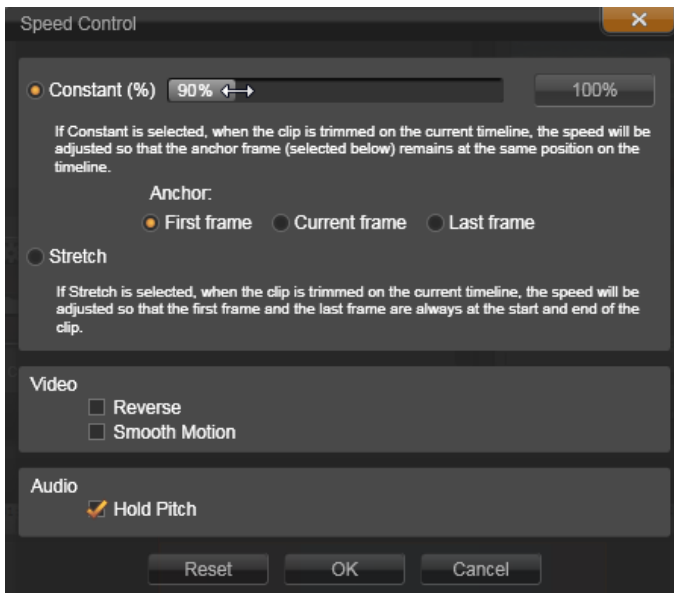 Speed Control
Constant (%) 90% 100%
If Constant is selected, when the clip is trimmed on the current timeline, the speed will be
adjusted so that the anchor frame (selected below) remains at the same position on the
timeline.
Anchor:
First frame Current frame Last frame
Stretch
If Stretch is selected, when the clip is trimmed on the current timeline, the speed will be
adjusted so that the first frame and the last frame are always at the start and end of the
clip.
Video
Reverse
Smooth Motion
Audio
Hold Pitch
Reset OK Cancel